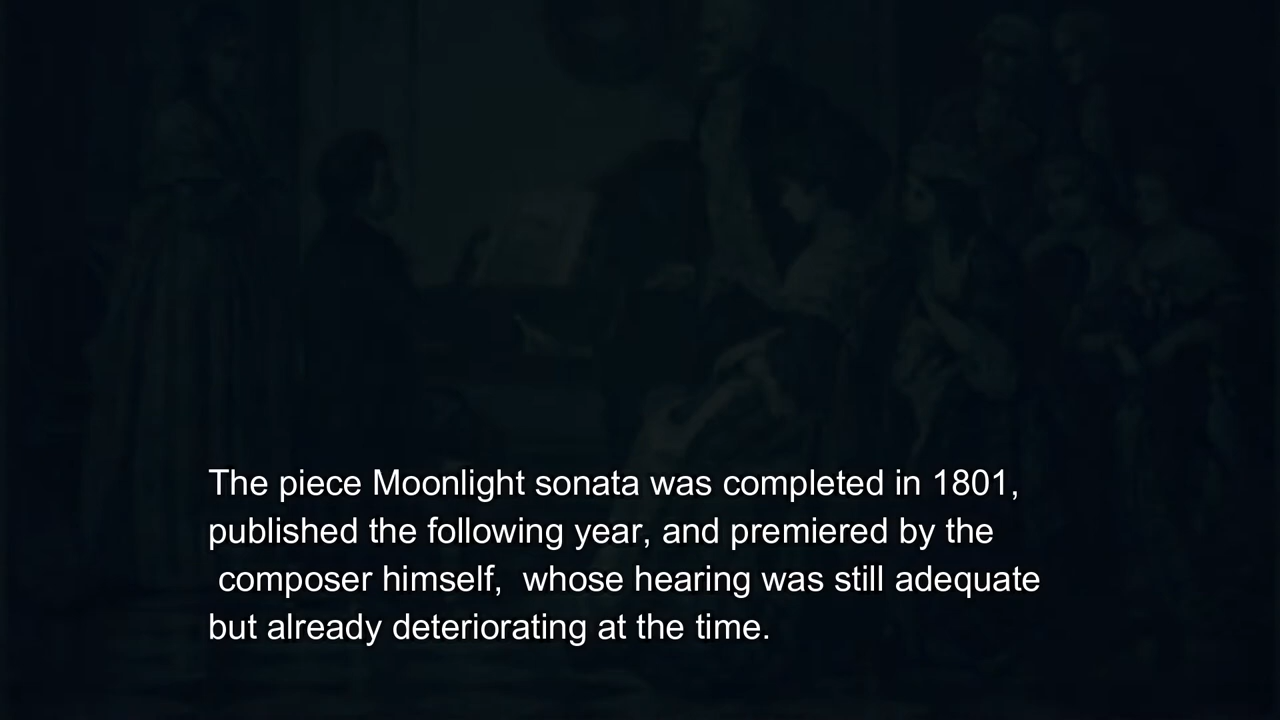 The piece Moonlight sonata was completed in 1801,
published the following year, and premiered by the
composer himself,  whose hearing was still adequate
but already deteriorating at the time.